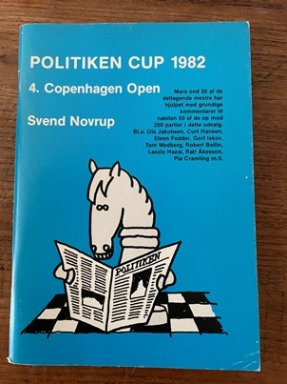 POLITIKEN CUP 1982
4. Copenhagen Open
Svend Novrup
Mere end 20 af de
deltagende mestre har
hjulpet med grundige
kommentarer til
næsten 50 af de op mod
200 partier i dette udvalg.
Bl.a. Ole Jakobsen, Curt Hansen,
Steen Fedder, Gert Iskov,
Tom Wedberg, Robert Bellin,
Laszlo Hazai, Ralf Åkesson,
Pia Cramling m.fl.
POLITIKEN